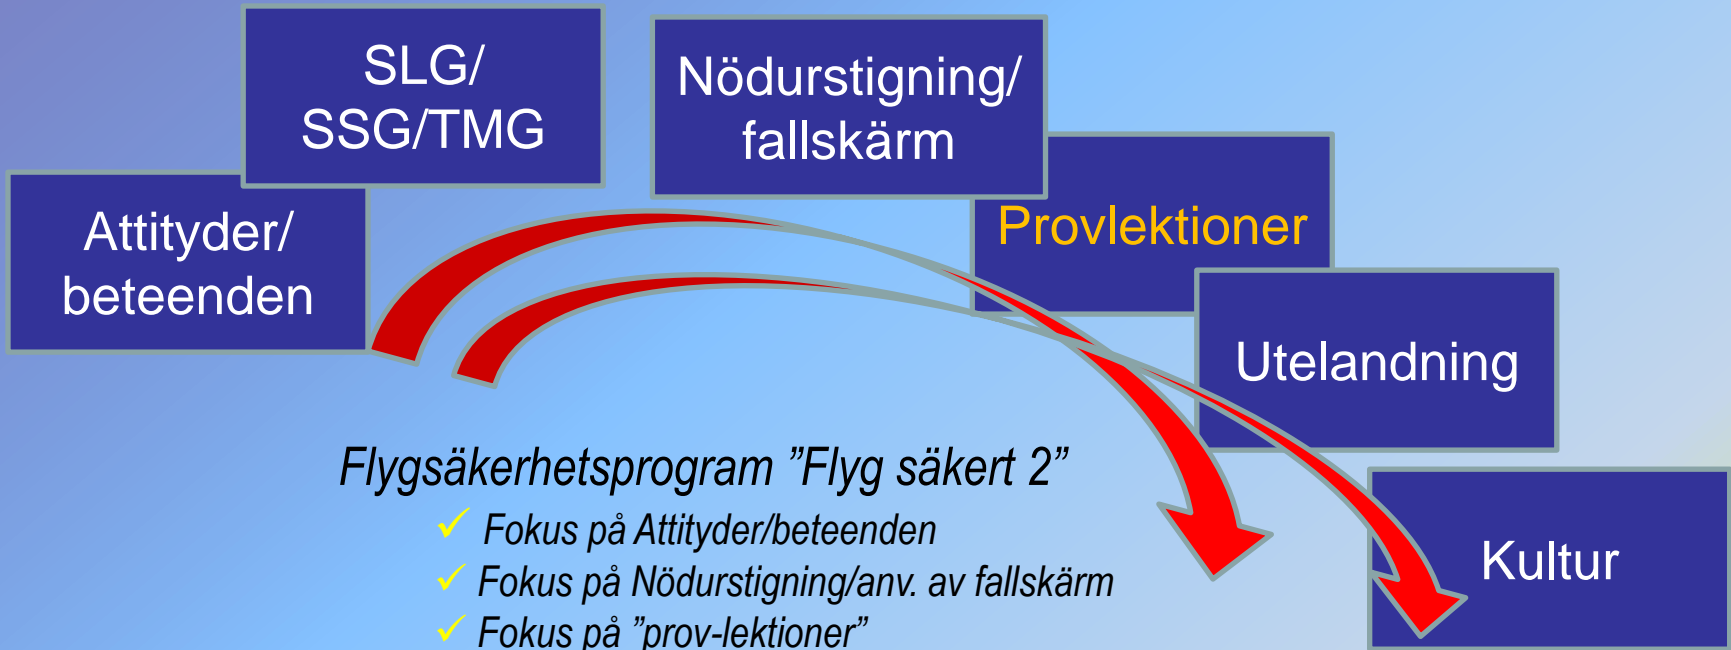 SLG/
SSG/TMG
Nödurstigning/
fallskärm
Attityder/
beteenden
Provlektioner
Utelandning
Kultur
Flygsäkerhetsprogram ”Flyg säkert 2”
Fokus på Attityder/beteenden
Fokus på Nödurstigning/anv. av fallskärm
Fokus på ”prov-lektioner”